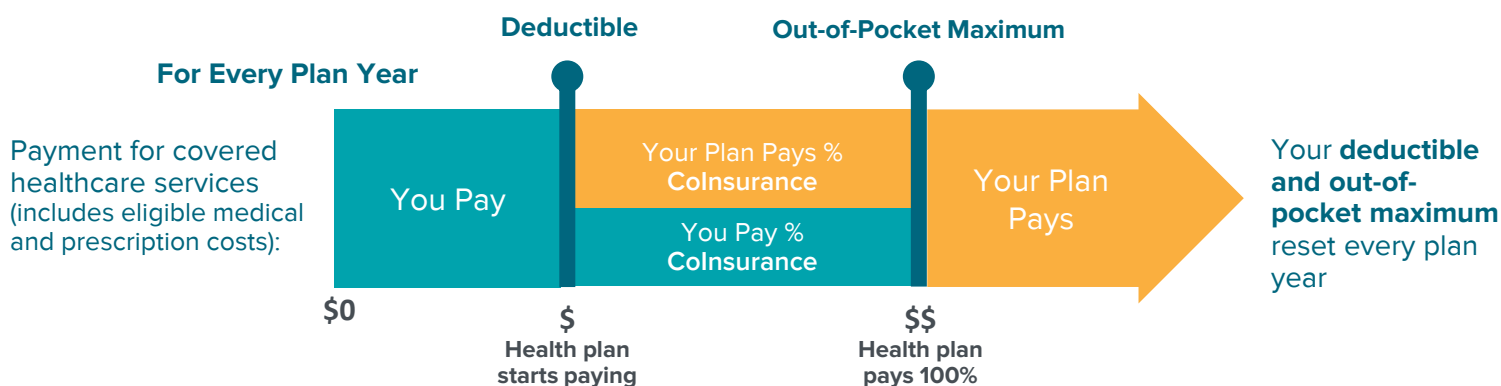 Deductible
Out-of-Pocket Maximum
For Every Plan Year
Payment for covered
healthcare services
(includes eligible medical
and prescription costs):
You Pay
Your Plan Pays %
CoInsurance
You Pay %
CoInsurance
Your Plan
Pays
Your deductible
and out-of-
pocket maximum
reset every plan
year
$0
$
Health plan
starts paying
$$
Health plan
pays 100%